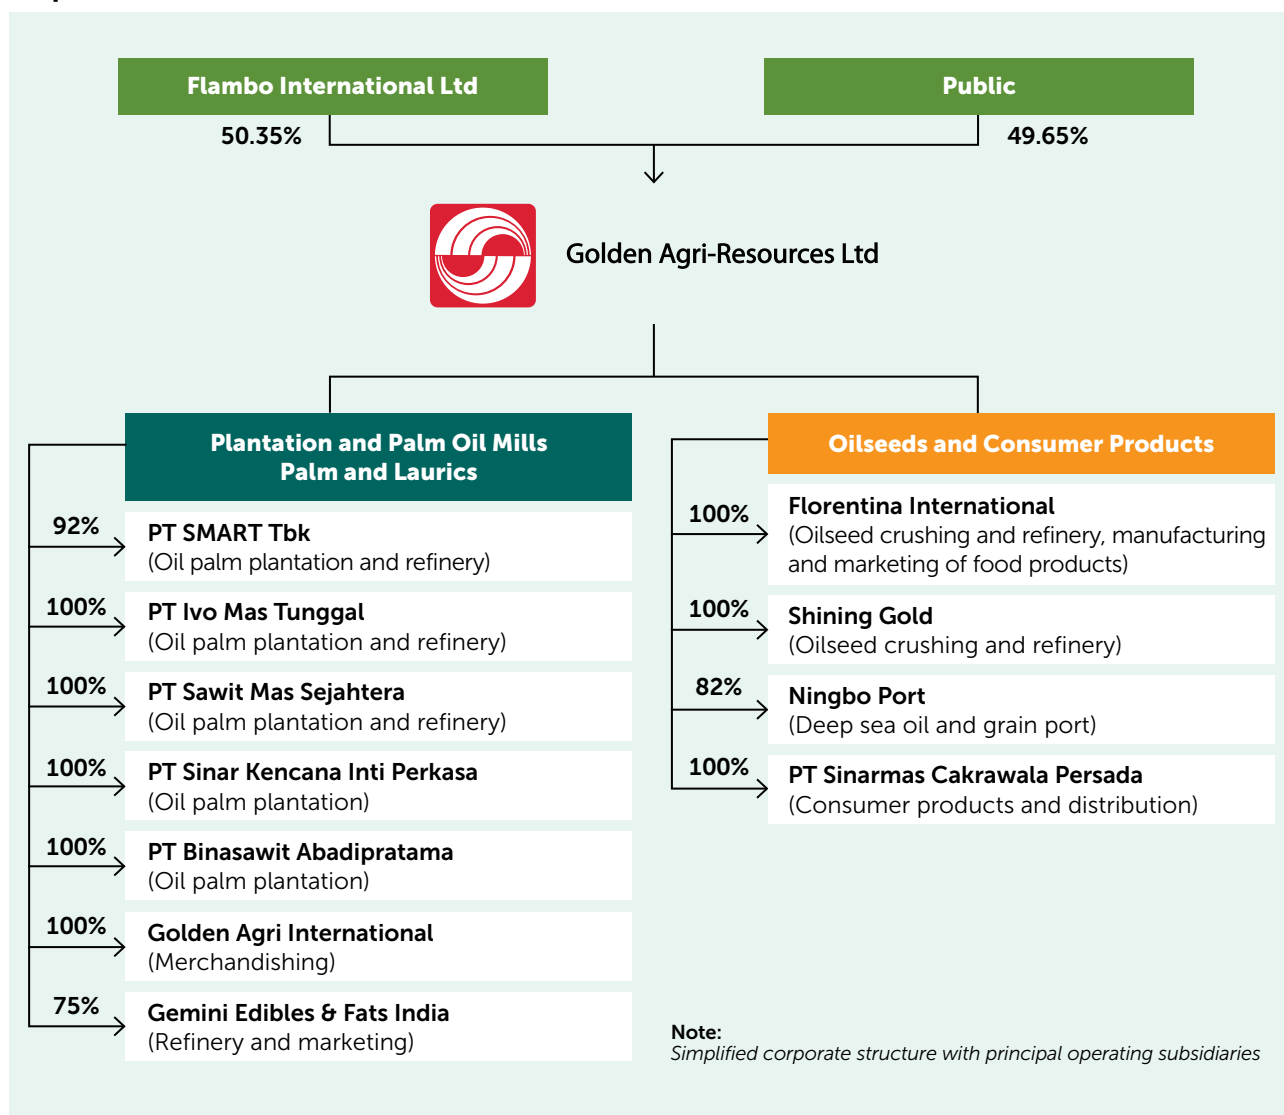 Flambo International Ltd
Public
50.35%
49.65%
Golden Agri-Resources Ltd
Plantation and Palm Oil Mills
Palm and Laurics
92%
PT SMART Tbk
(Oil palm plantation and refinery)
100%
PT Ivo Mas Tunggal
(Oil palm plantation and refinery)
100%
PT Sawit Mas Sejahtera
(Oil palm plantation and refinery)
100%
PT Sinar Kencana Inti Perkasa
(Oil palm plantation)
100%
PT Binasawit Abadipratama
(Oil palm plantation)
100%
Golden Agri International
(Merchandishing)
75%
Gemini Edibles & Fats India
(Refinery and marketing)
Oilseeds and Consumer Products
100%
Florentina International
(Oilseed crushing and refinery, manufacturing
and marketing of food products)
100%
Shining Gold
(Oilseed crushing and refinery)
82%
Ningbo Port
(Deep sea oil and grain port)
100%
PT Sinarmas Cakrawala Persada
(Consumer products and distribution)
Note:
Simplified corporate structure with principal operating subsidiaries